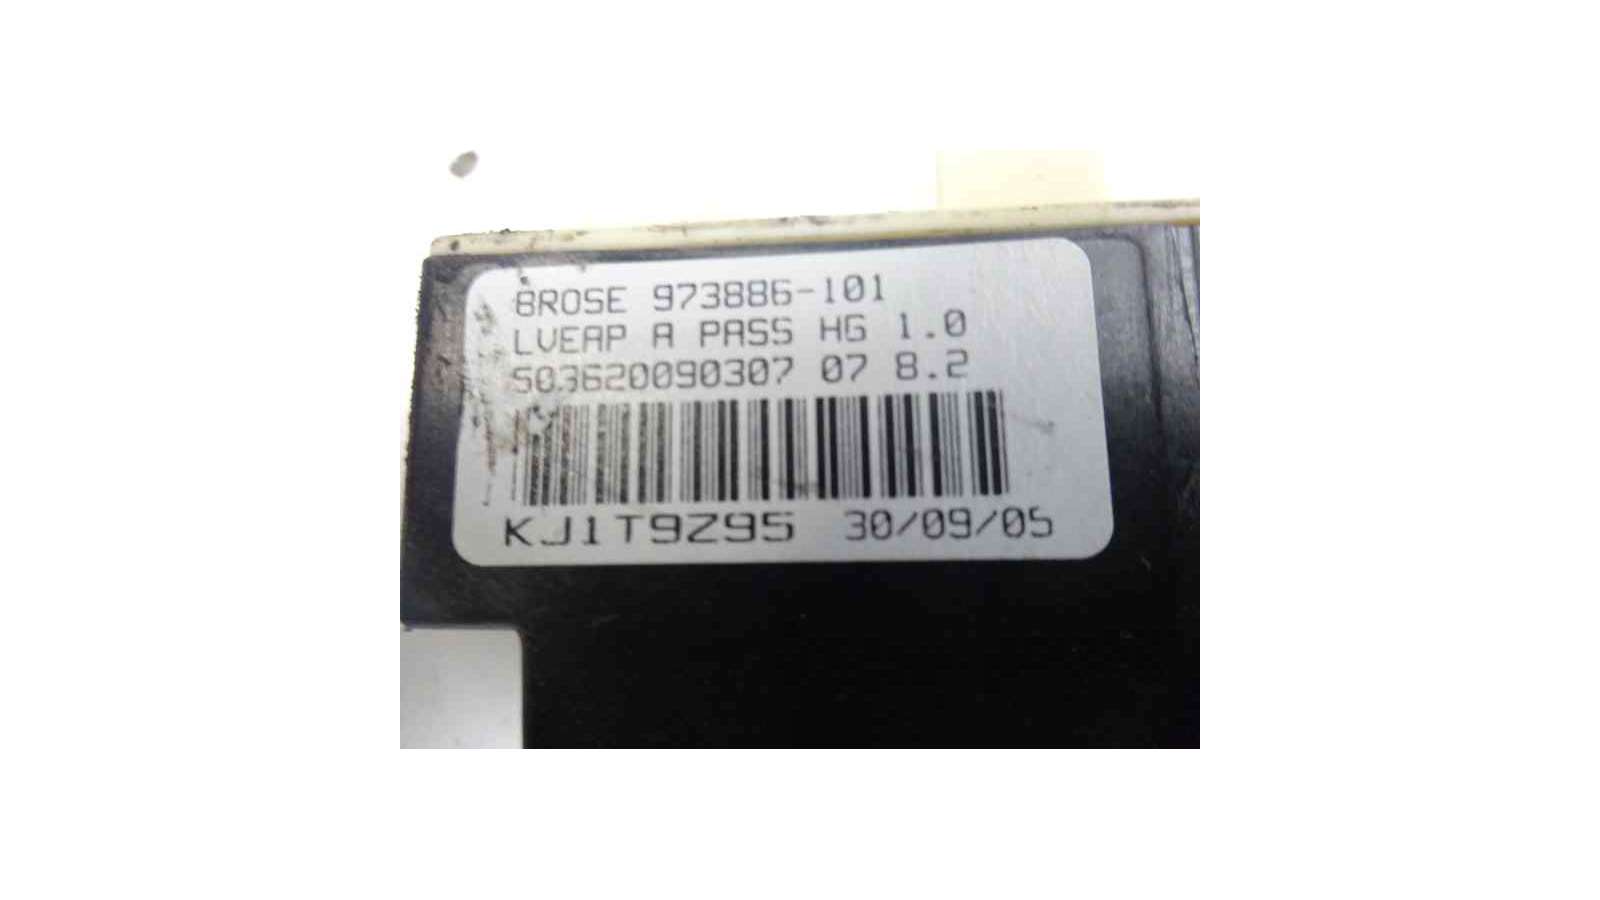 BROSE 973886-101
LVEAP A PASS HG 1.0
503620090307 07 8.2
KJ1T9Z95 30/09/05